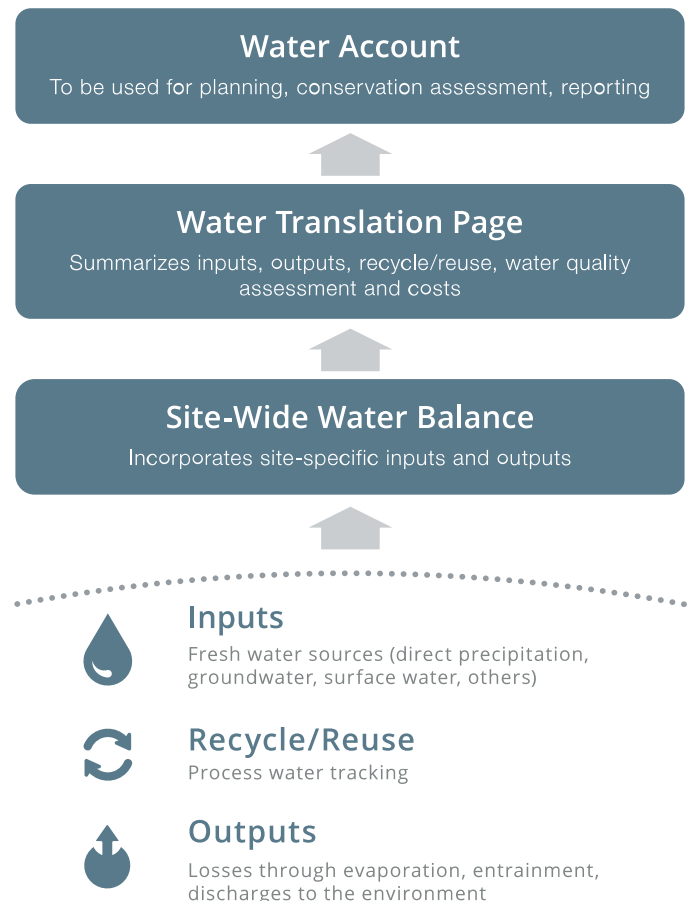 Water Account
To be used for planning, conservation assessment, reporting
Water Translation Page
Summarizes inputs, outputs, recycle/reuse, water quality
assessment and costs
Site-Wide Water Balance
Incorporates site-specific inputs and outputs
Inputs
Fresh water sources (direct precipitation,
groundwater, surface water, others)
Recycle/Reuse
Process water tracking
Outputs
Losses through evaporation, entrainment,
discharges to the environment